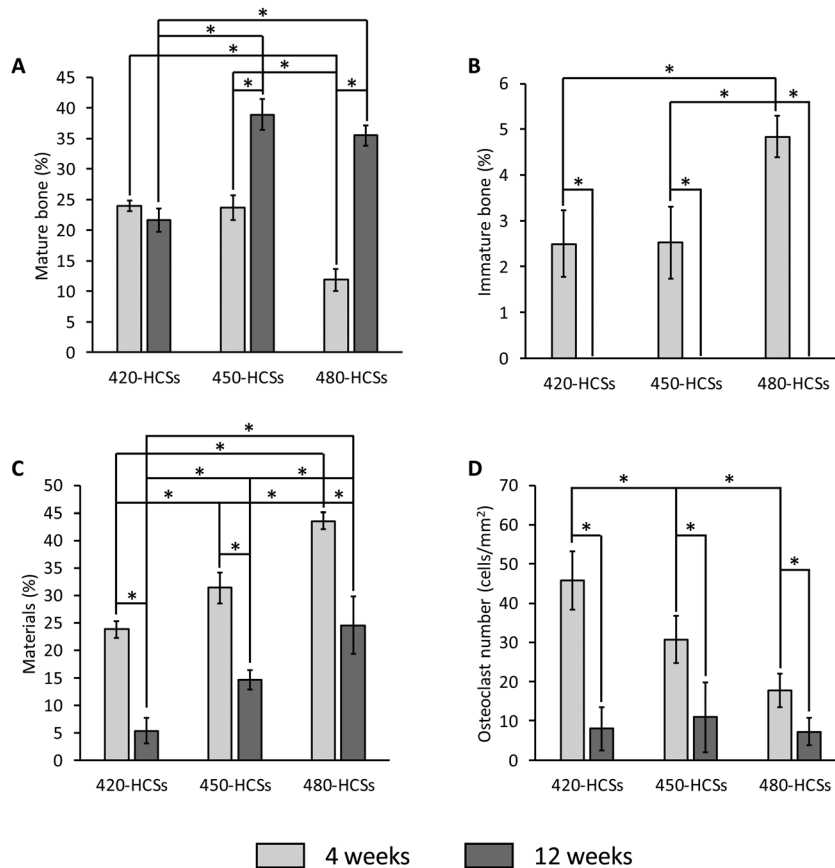 A
Mature bone (%)
45
40
35
30
25
20
15
10
5
0
* * * * * *
420-HCSs 450-HCSs 480-HCSs
B
Immature bone (%)
6
5
4
3
2
1
0
* * * * *
420-HCSs 450-HCSs 480-HCSs
C
Materials (%)
50
45
40
35
30
25
20
15
10
5
0
* * * * * * * * *
420-HCSs 450-HCSs 480-HCSs
D
Osteoclast number (cells/mm²)
70
60
50
40
30
20
10
0
* * * * *
420-HCSs 450-HCSs 480-HCSs
4 weeks 12 weeks